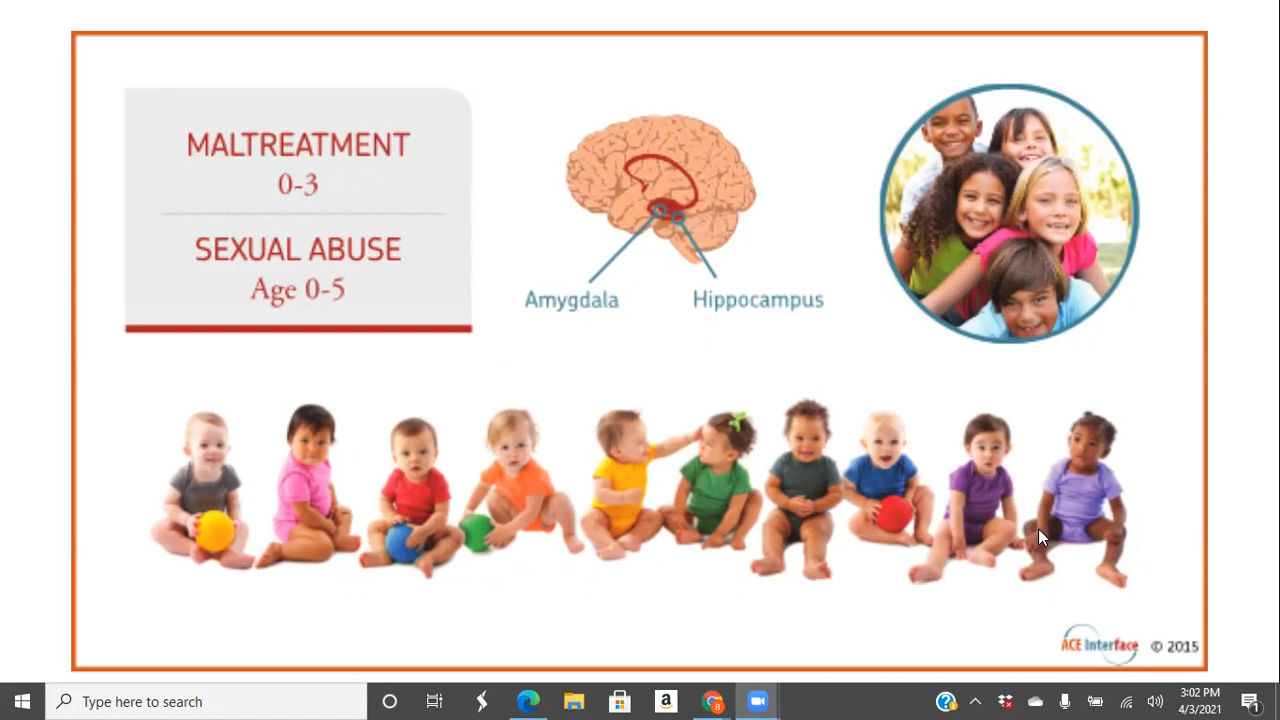 MALTREATMENT
0-3
SEXUAL ABUSE
Age 0-5
Amygdala
Hippocampus
ACE Interface © 2015
Type here to search
3:02 PM
4/3/2021